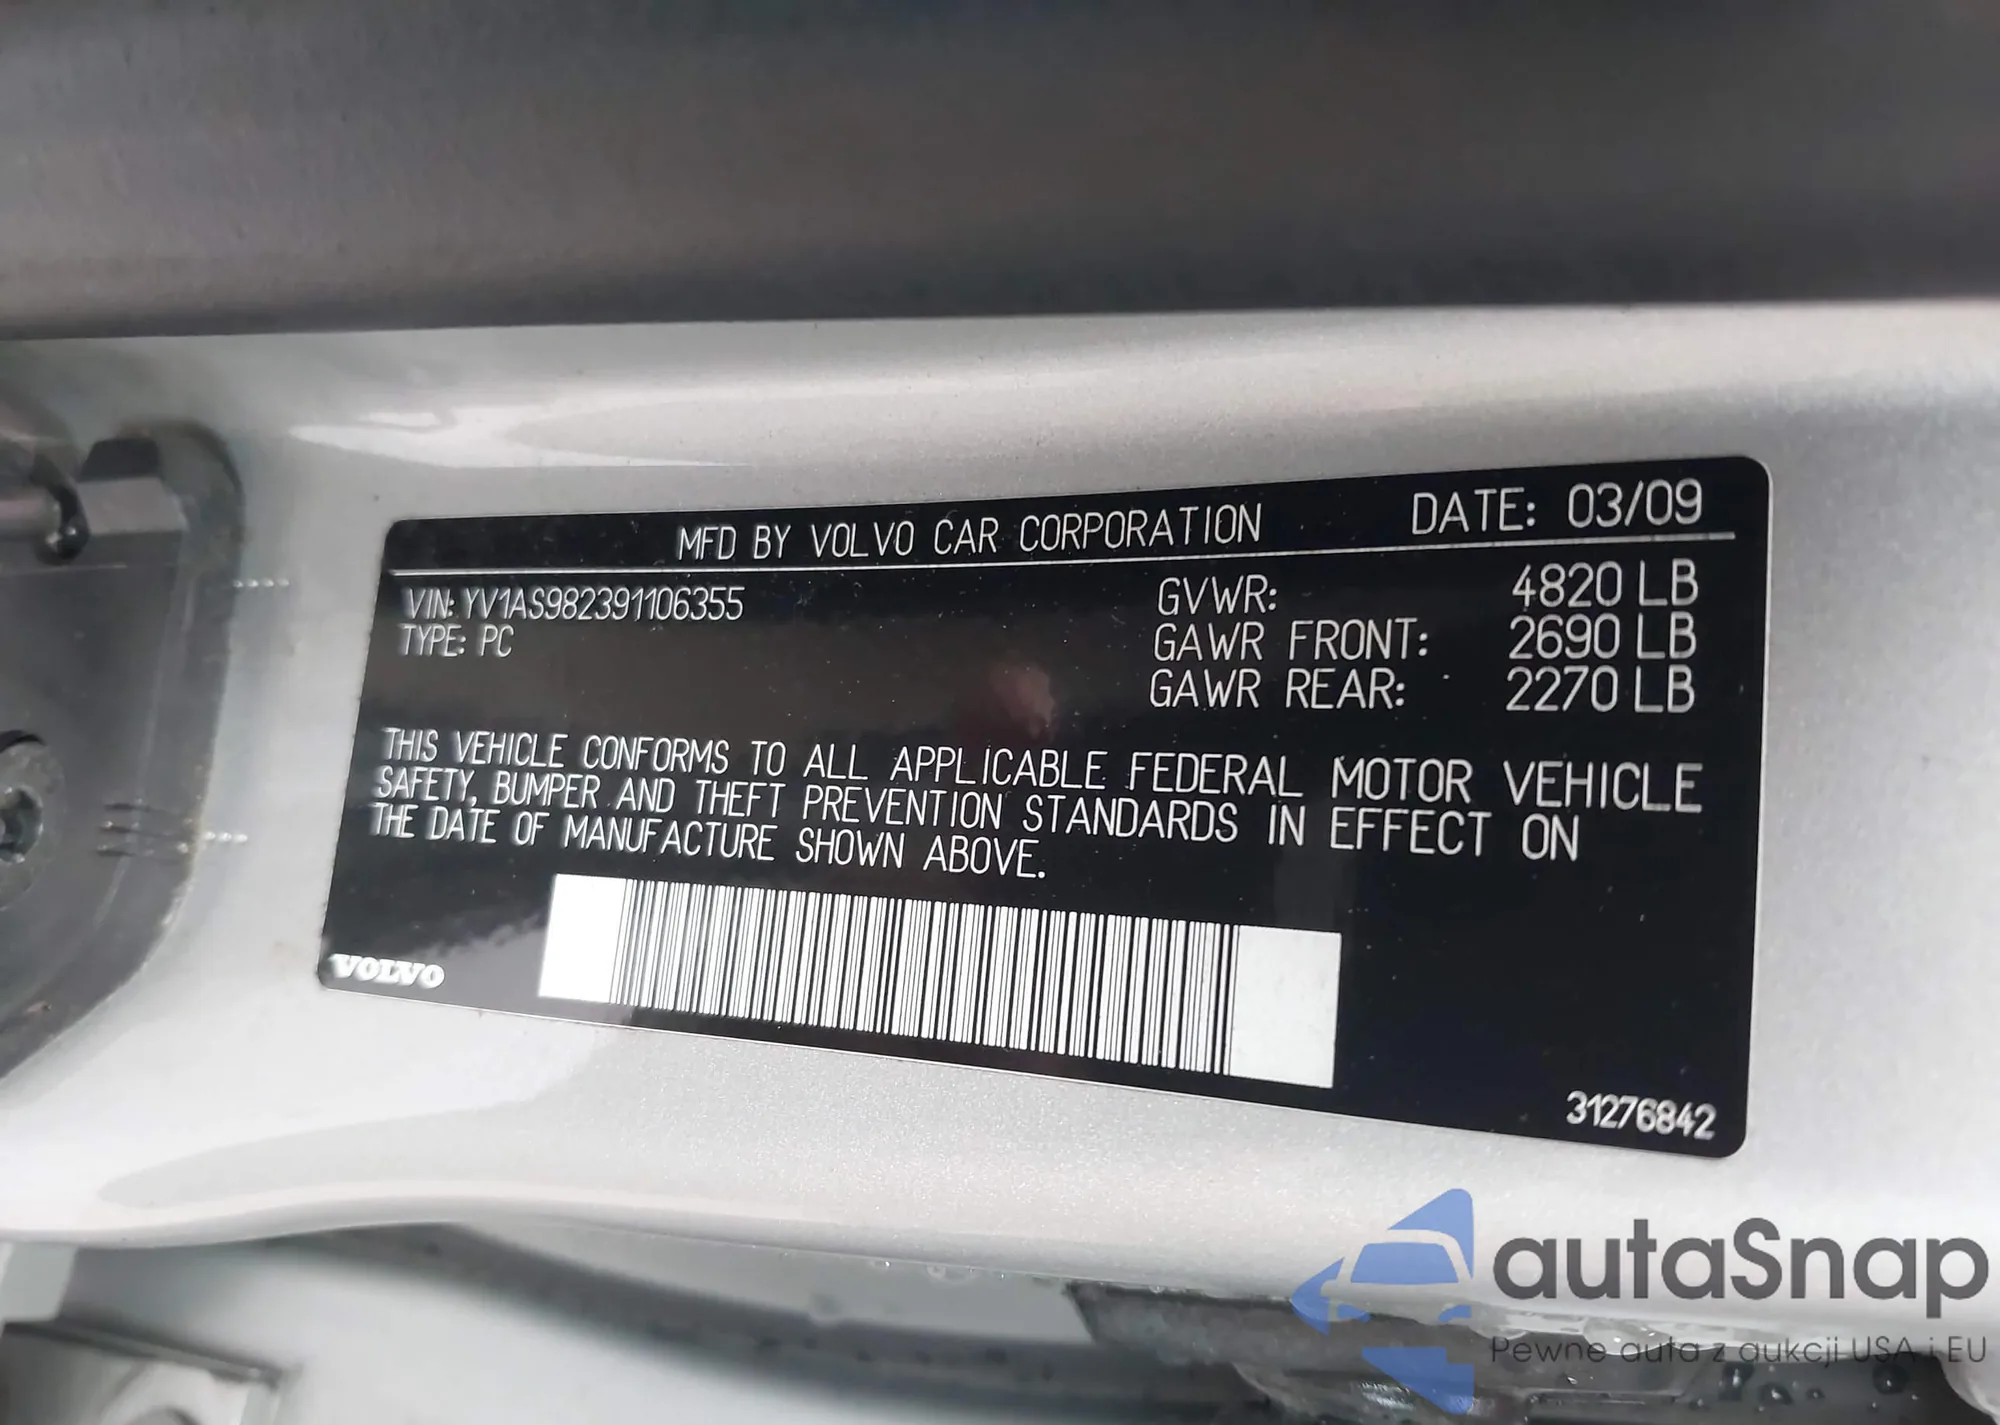 MFD BY VOLVO CAR CORPORATION DATE: 03/09
VIN: YV1AS982391106355 GVWR: 4820 LB
TYPE: PC GAWR FRONT: 2690 LB
GAWR REAR: 2270 LB
THIS VEHICLE CONFORMS TO ALL APPLICABLE FEDERAL MOTOR VEHICLE
SAFETY, BUMPER AND THEFT PREVENTION STANDARDS IN EFFECT ON
THE DATE OF MANUFACTURE SHOWN ABOVE.
VOLVO
31276842
autaSnap
Pewne auta z aukcji USA i EU